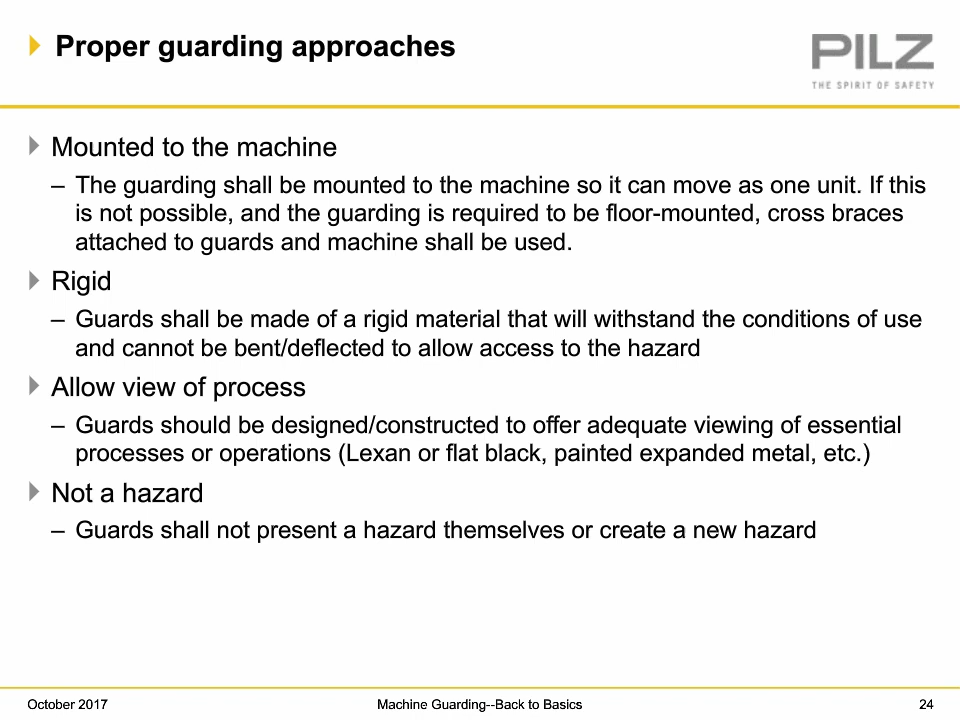 Proper guarding approaches
PILZ
THE SPIRIT OF SAFETY
Mounted to the machine
– The guarding shall be mounted to the machine so it can move as one unit. If this
is not possible, and the guarding is required to be floor-mounted, cross braces
attached to guards and machine shall be used.
Rigid
– Guards shall be made of a rigid material that will withstand the conditions of use
and cannot be bent/deflected to allow access to the hazard
Allow view of process
– Guards should be designed/constructed to offer adequate viewing of essential
processes or operations (Lexan or flat black, painted expanded metal, etc.)
Not a hazard
– Guards shall not present a hazard themselves or create a new hazard
October 2017
Machine Guarding--Back to Basics
24